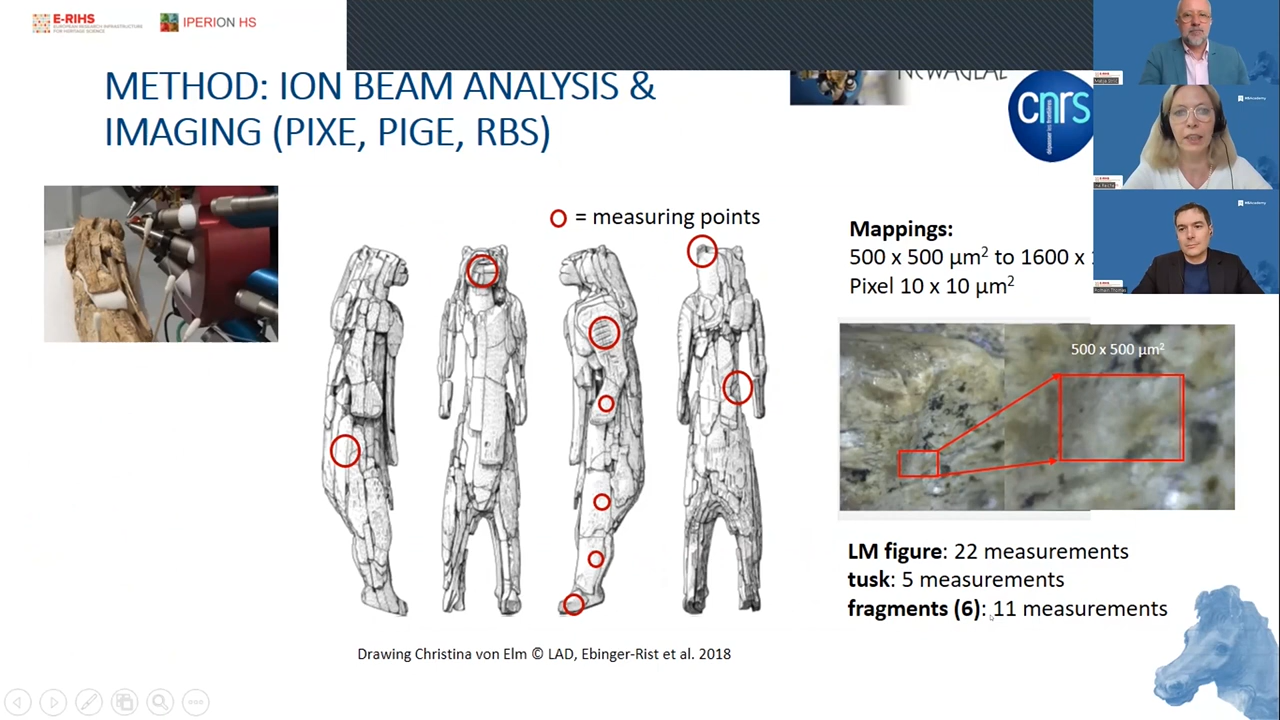 E-RIHS
EUROPEAN RESEARCH INFRASTRUCTURE
FOR HERITAGE SCIENCE
IPERION HS
METHOD: ION BEAM ANALYSIS &
IMAGING (PIXE, PIGE, RBS)
NEWAGLAE
cnrs
= measuring points
Mappings:
500 x 500 µm² to 1600 x
Pixel 10 x 10 µm²
500 x 500 µm²
LM figure: 22 measurements
tusk: 5 measurements
fragments (6): 11 measurements
Drawing Christina von Elm © LAD, Ebinger-Rist et al. 2018